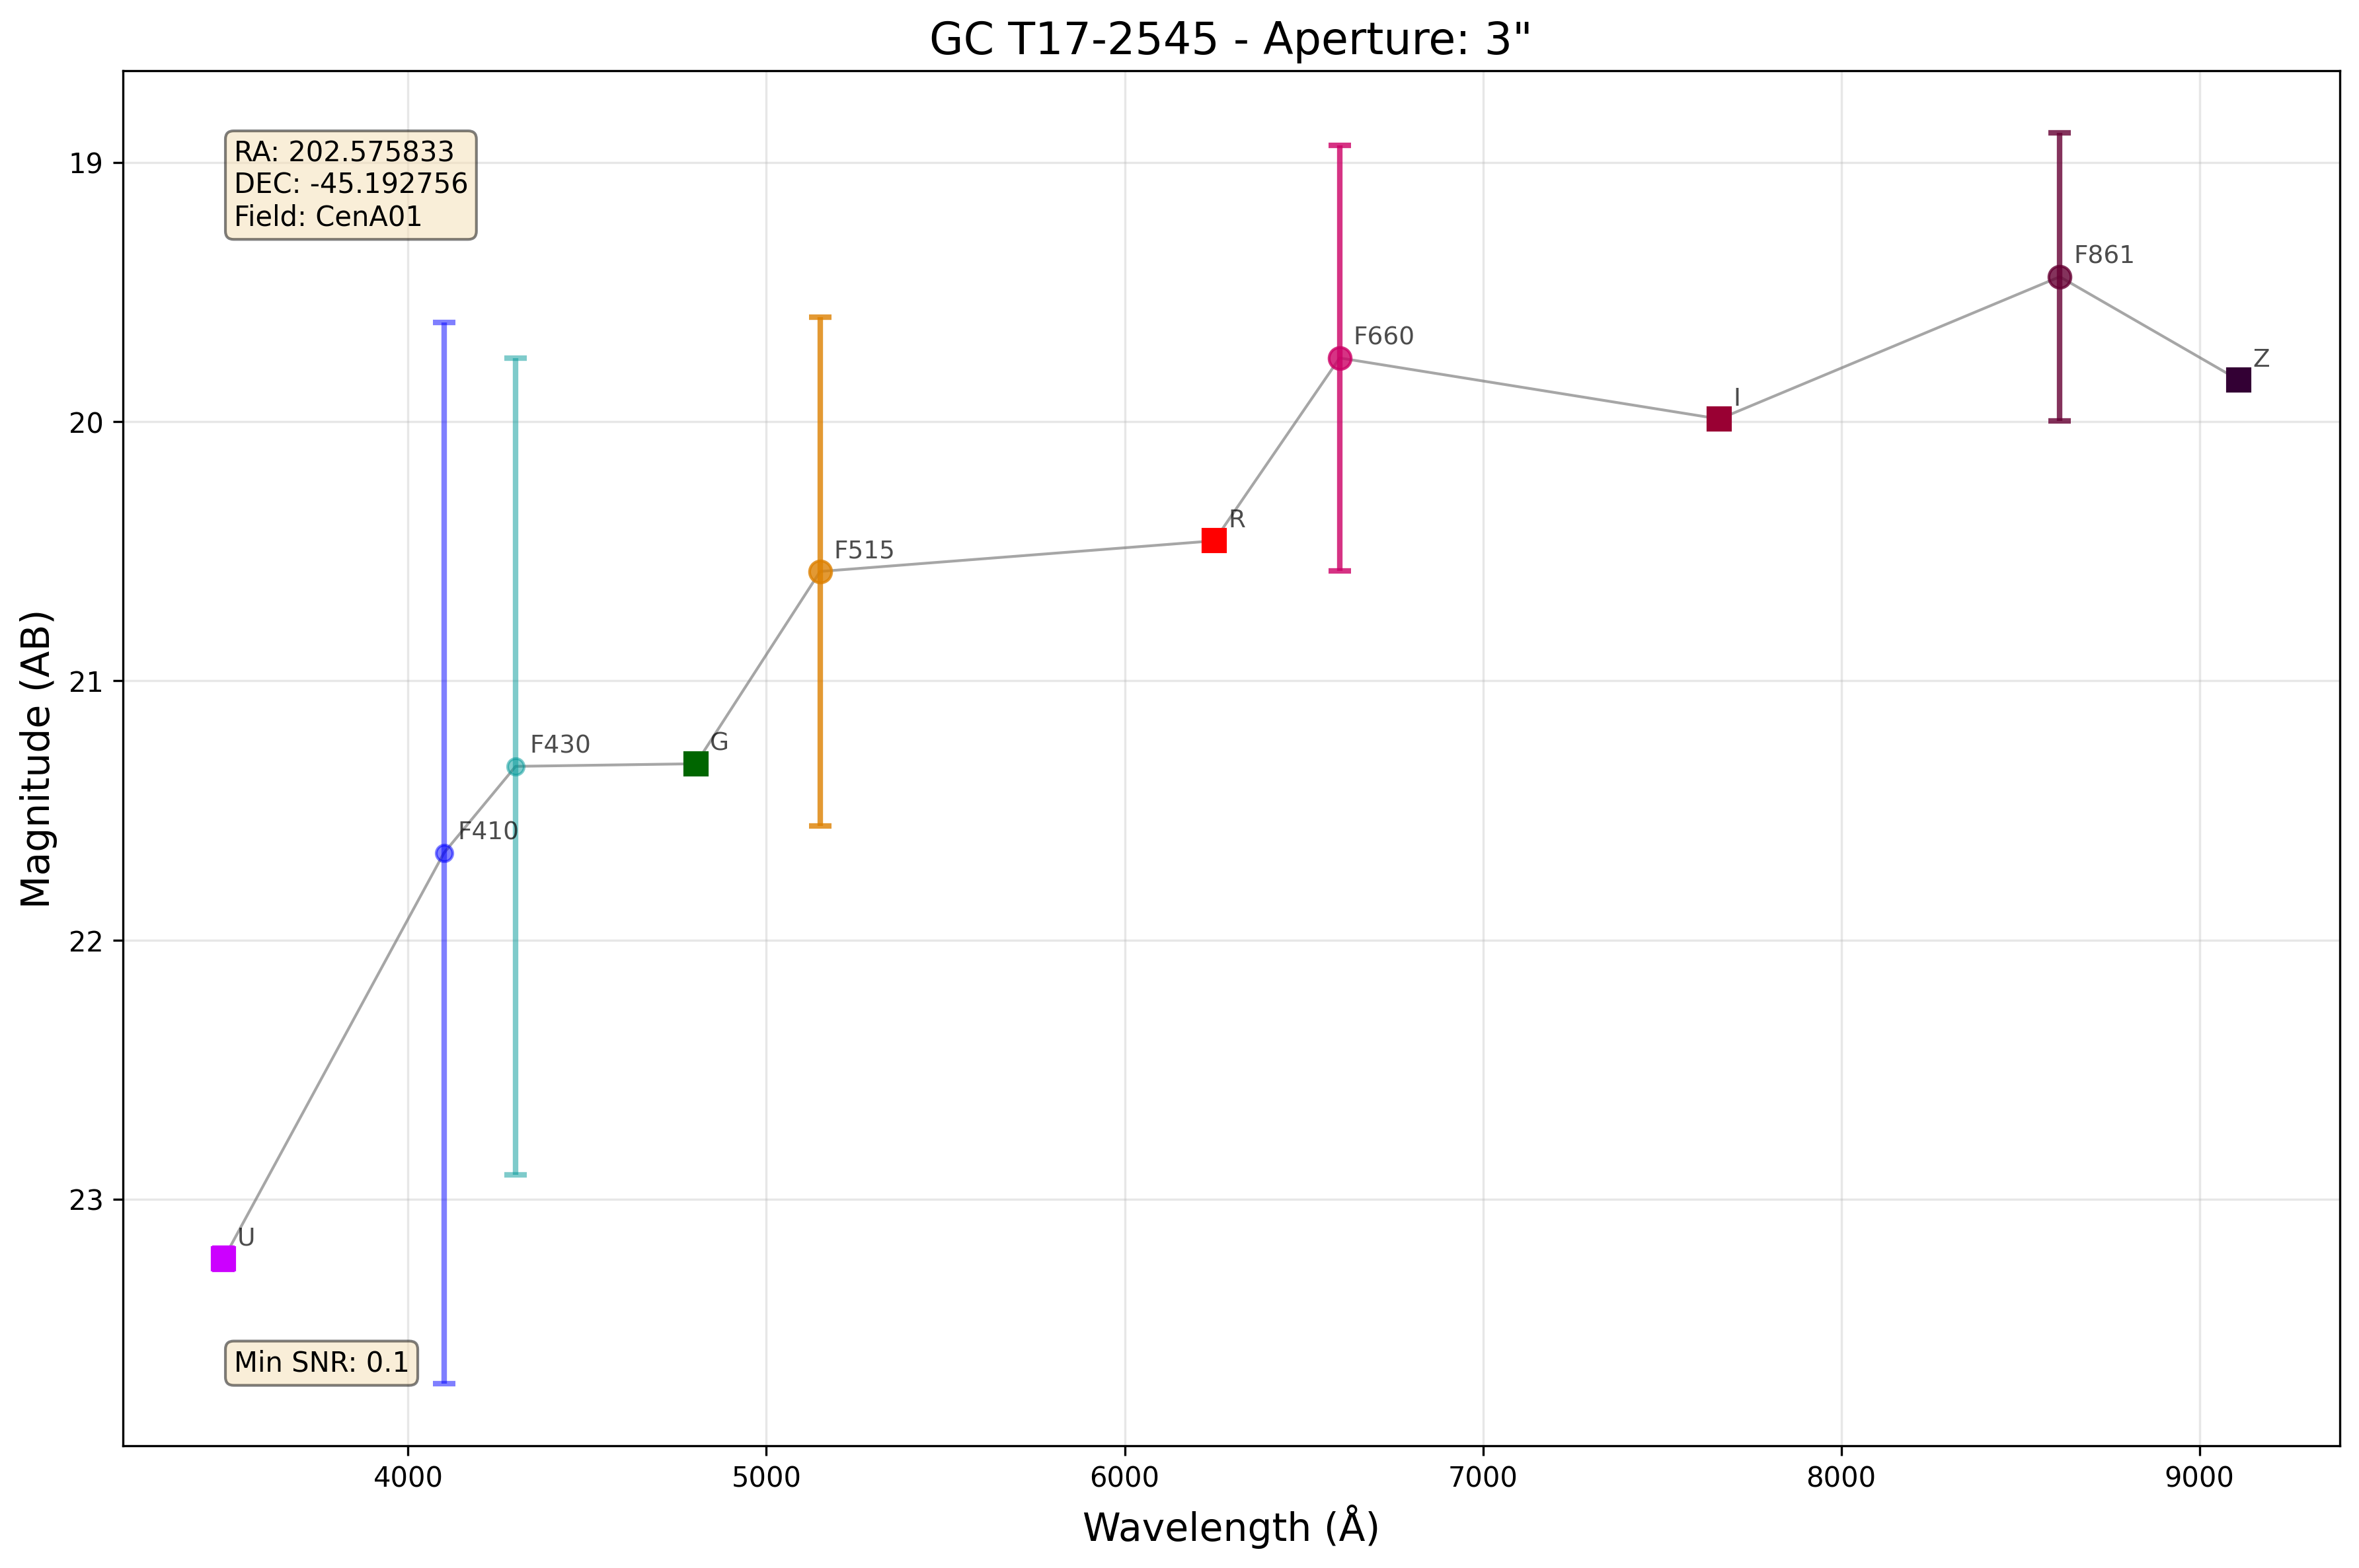 GC T17-2545 - Aperture: 3"
RA: 202.575833
DEC: -45.192756
Field: CenA01
Magnitude (AB)
19
20
21
22
23
U
F410
F430
G
F515
R
F660
I
F861
Z
Min SNR: 0.1
4000
5000
6000
7000
8000
9000
Wavelength (Å)